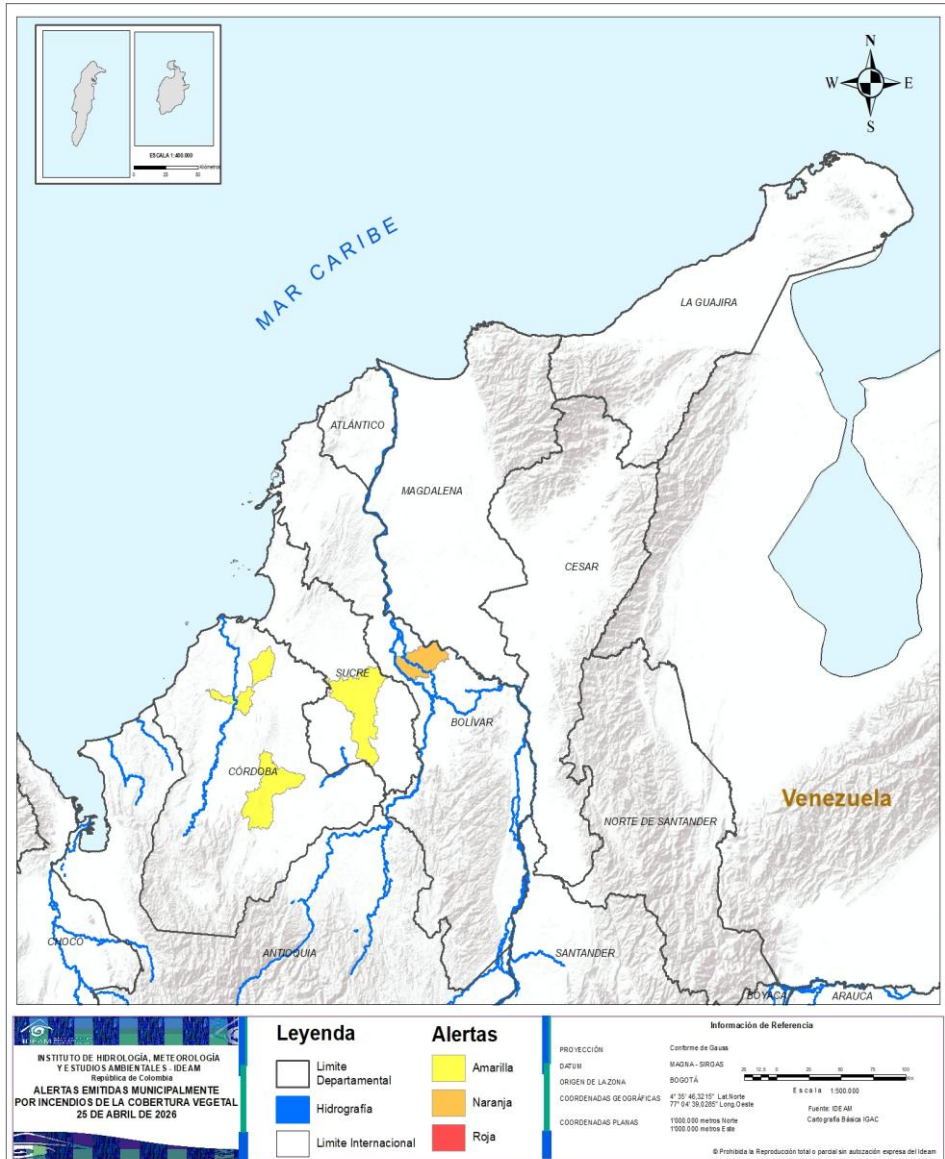 ESCALA 1:400.000
Kilómetros
N
W
E
S
MAR CARIBE
LA GUAJIRA
ATLÁNTICO
MAGDALENA
CESAR
SUCRE
BOLÍVAR
CÓRDOBA
Venezuela
NORTE DE SANTANDER
CHOCO
ANTIOQUIA
SANTANDER
BOYACA
ARAUCA
IDEAM
INSTITUTO DE HIDROLOGÍA, METEOROLOGÍA
Y ESTUDIOS AMBIENTALES - IDEAM
República de Colombia
ALERTAS EMITIDAS MUNICIPALMENTE
POR INCENDIOS DE LA COBERTURA VEGETAL
25 DE ABRIL DE 2026
Leyenda
Limite
Departamental
Hidrografía
Limite Internacional
Alertas
Amarilla
Naranja
Roja
Información de Referencia
PROYECCIÓN Conforme de Gauss
DATUM MAGNA - SIRGAS
ORIGEN DE LA ZONA BOGOTÁ
COORDENADAS GEOGRÁFICAS 4° 35' 46,3215" Lat.Norte
77° 04' 39,0285" Long.Oeste
COORDENADAS PLANAS 1'000.000 metros Norte
1'000.000 metros Este
Escala 1:500.000
Fuente: IDEAM
Cartografía Básica IGAC
© Prohibida la Reproducción total o parcial sin autozación expresa del Ideam